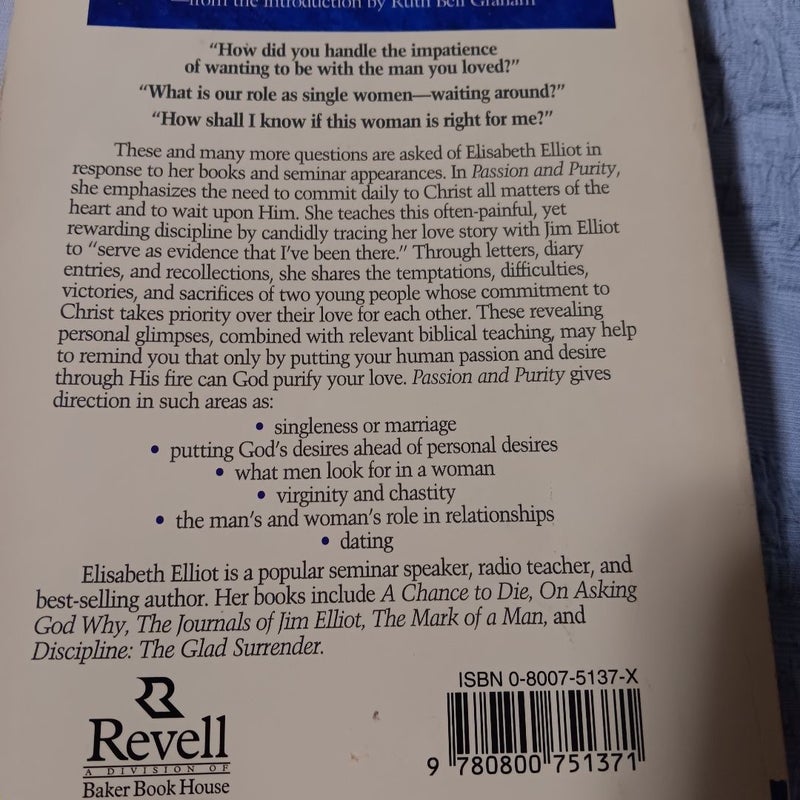 —from the Introduction by Ruth Bell Graham
“How did you handle the impatience
of wanting to be with the man you loved?”
“What is our role as single women—waiting around?”
“How shall I know if this woman is right for me?”
These and many more questions are asked of Elisabeth Elliot in
response to her books and seminar appearances. In Passion and Purity,
she emphasizes the need to commit daily to Christ all matters of the
heart and to wait upon Him. She teaches this often-painful, yet
rewarding discipline by candidly tracing her love story with Jim Elliot
to “serve as evidence that I've been there.” Through letters, diary
entries, and recollections, she shares the temptations, difficulties,
victories, and sacrifices of two young people whose commitment to
Christ takes priority over their love for each other. These revealing
personal glimpses, combined with relevant biblical teaching, may help
to remind you that only by putting your human passion and desire
through His fire can God purify your love. Passion and Purity gives
direction in such areas as:
• singleness or marriage
• putting God's desires ahead of personal desires
• what men look for in a woman
• virginity and chastity
• the man's and woman's role in relationships
• dating
Elisabeth Elliot is a popular seminar speaker, radio teacher, and
best-selling author. Her books include A Chance to Die, On Asking
God Why, The Journals of Jim Elliot, The Mark of a Man, and
Discipline: The Glad Surrender.
ISBN 0-8007-5137-X
Revell
A DIVISION OF
Baker Book House
9 780800 751371